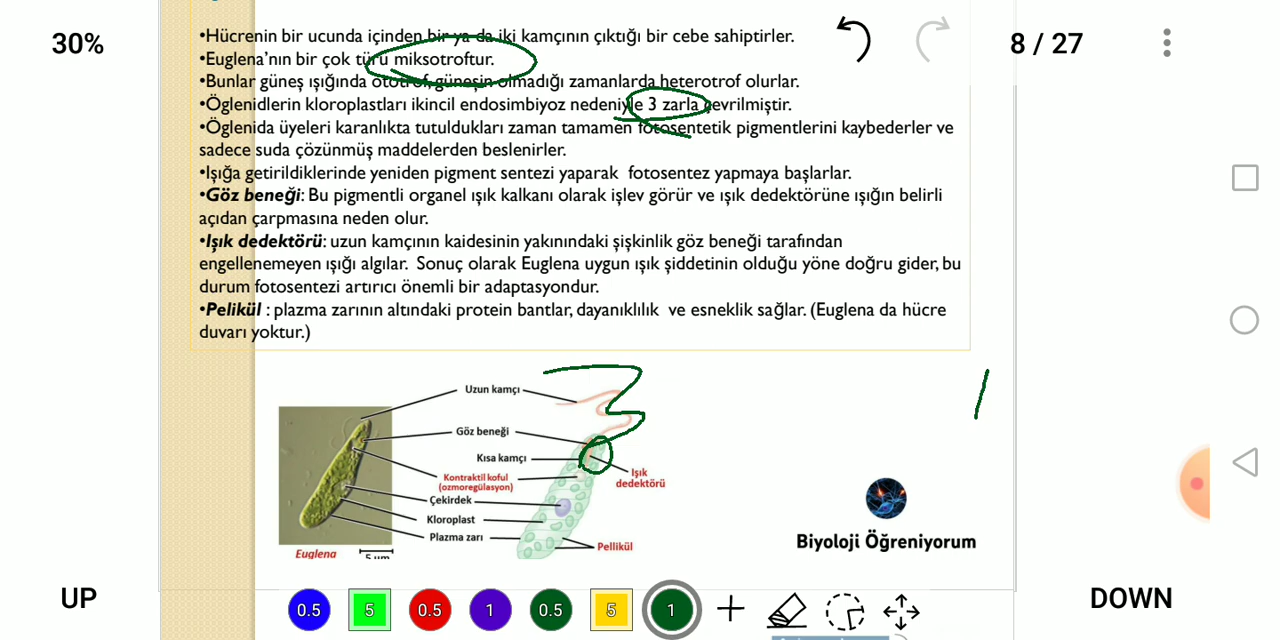 30%
8 / 27
•Hücrenin bir ucunda içinden bir ya da iki kamçının çıktığı bir cebe sahiptirler.
•Euglena'nın bir çok türü miksotroftur.
•Bunlar güneş ışığında ototrof, güneşin olmadığı zamanlarda heterotrof olurlar.
•Öglenidlerin kloroplastları ikincil endosimbiyoz nedeniyle 3 zarla çevrilmiştir.
•Öglenida üyeleri karanlıkta tutuldukları zaman tamamen fotosentetik pigmentlerini kaybederler ve
sadece suda çözünmüş maddelerden beslenirler.
•Işığa getirildiklerinde yeniden pigment sentezi yaparak fotosentez yapmaya başlarlar.
•Göz beneği: Bu pigmentli organel ışık kalkanı olarak işlev görür ve ışık dedektörüne ışığın belirli
açıdan çarpmasına neden olur.
•Işık dedektörü: uzun kamçının kaidesinin yakınındaki şişkinlik göz beneği tarafından
engellenemeyen ışığı algılar. Sonuç olarak Euglena uygun ışık şiddetinin olduğu yöne doğru gider, bu
durum fotosentezi artırıcı önemli bir adaptasyondur.
•Pelikül : plazma zarının altındaki protein bantlar, dayanıklılık ve esneklik sağlar. (Euglena da hücre
duvarı yoktur.)
Uzun kamçı
Göz beneği
Kısa kamçı
Kontraktil koful
(ozmoregülasyon)
Çekirdek
Kloroplast
Plazma zarı
Işık
dedektörü
Pellikül
Euglena
5 µm
Biyoloji Öğreniyorum
UP
DOWN
0.5
5
0.5
1
0.5
5
1